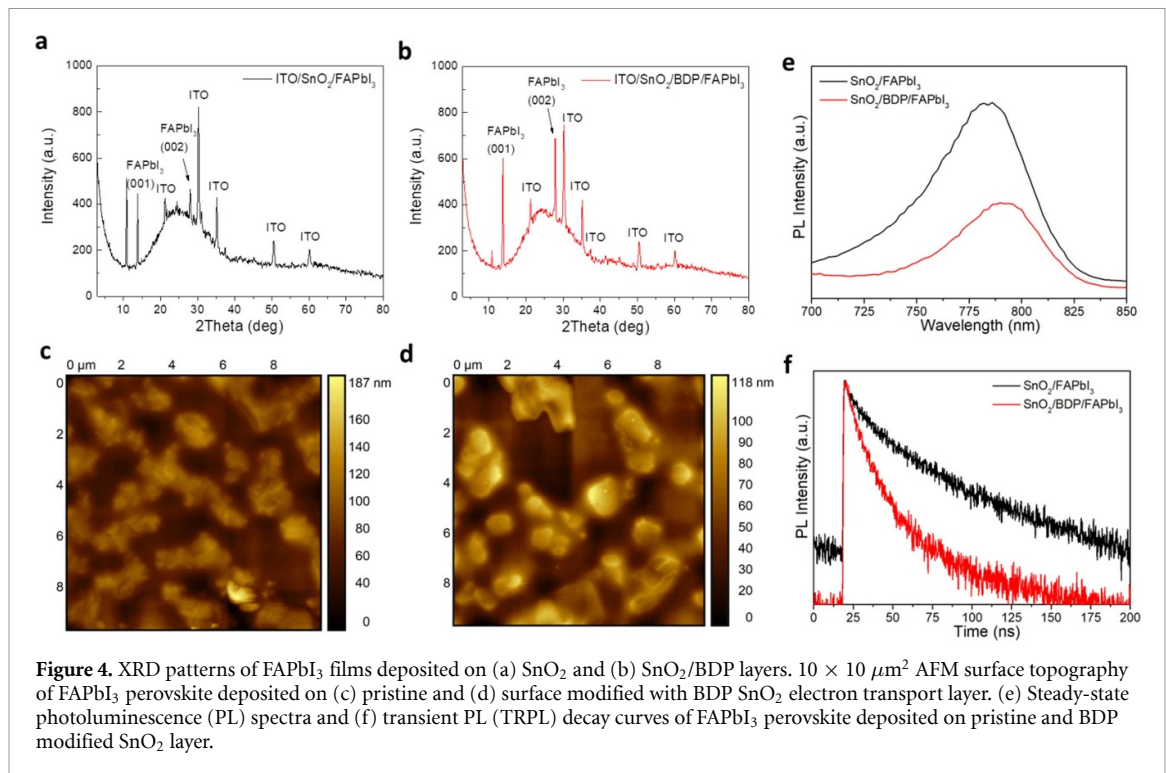 a
1000
800
600
400
200
0
Intensity (a.u.)
ITO/SnO₂/FAPbI₃
ITO
FAPbI₃
(002)
FAPbI₃
(001)
ITO
ITO
ITO
ITO
10 20 30 40 50 60 70 80
2Theta (deg)
b
1000
800
600
400
200
0
Intensity (a.u.)
ITO/SnO₂/BDP/FAPbI₃
FAPbI₃
(002)
ITO
FAPbI₃
(001)
ITO
ITO
ITO
ITO
ITO
10 20 30 40 50 60 70 80
2Theta (deg)
e
SnO₂/FAPbI₃
SnO₂/BDP/FAPbI₃
PL Intensity (a.u.)
700 720 740 760 780 800 820 850
Wavelength (nm)
c
0 μm 2 4 6 8
0
2
4
6
8
187 nm
160
140
120
100
80
60
40
0
d
0 μm 2 4 6 8
0
2
4
6
8
118 nm
100
90
80
70
60
50
40
30
20
0
f
SnO₂/FAPbI₃
SnO₂/BDP/FAPbI₃
PL Intensity (a.u.)
0 25 50 75 100 125 150 175 200
Time (ns)
Figure 4. XRD patterns of FAPbI₃ films deposited on (a) SnO₂ and (b) SnO₂/BDP layers. 10 × 10 μm² AFM surface topography
of FAPbI₃ perovskite deposited on (c) pristine and (d) surface modified with BDP SnO₂ electron transport layer. (e) Steady-state
photoluminescence (PL) spectra and (f) transient PL (TRPL) decay curves of FAPbI₃ perovskite deposited on pristine and BDP
modified SnO₂ layer.